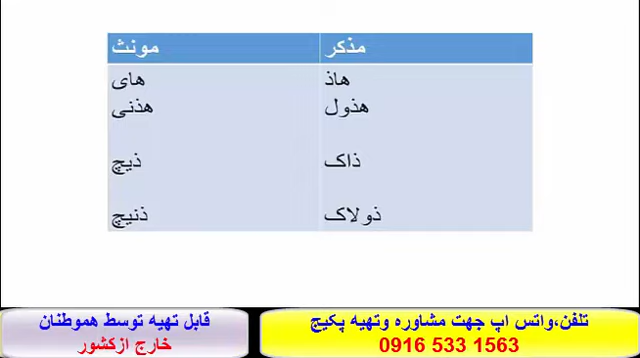 مذکر مونث
هاذ های
هذول هذنی
ذاک ذیچ
ذولاک ذنیچ
تلفن،واتس اپ جهت مشاوره وتهیه پکیج
0916 533 1563
قابل تهیه توسط هموطنان
خارج ازکشور